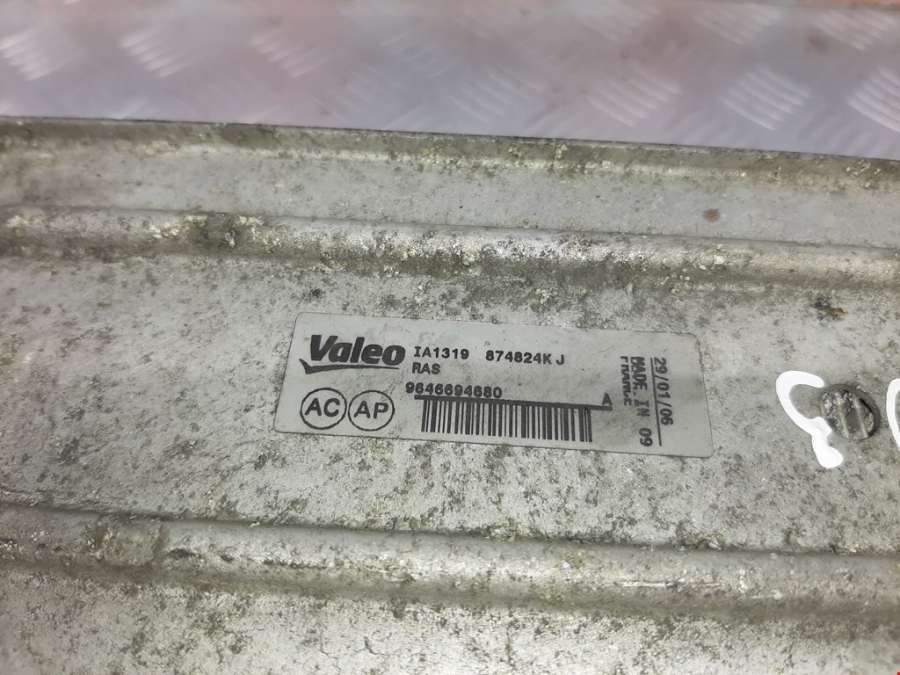 Valeo IA1319 874824K J
RAS
9646694680 A
AC AP
29/01/06
MADE IN 09
FRANCE